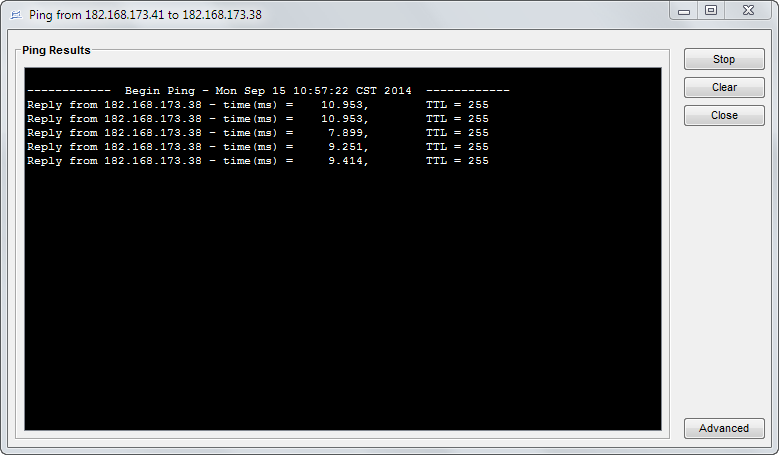 Ping from 182.168.173.41 to 182.168.173.38
Ping Results
------------  Begin Ping - Mon Sep 15 10:57:22 CST 2014  ------------
Reply from 182.168.173.38 - time(ms) =    10.953,        TTL = 255
Reply from 182.168.173.38 - time(ms) =    10.953,        TTL = 255
Reply from 182.168.173.38 - time(ms) =     7.899,        TTL = 255
Reply from 182.168.173.38 - time(ms) =     9.251,        TTL = 255
Reply from 182.168.173.38 - time(ms) =     9.414,        TTL = 255
Stop
Clear
Close
Advanced